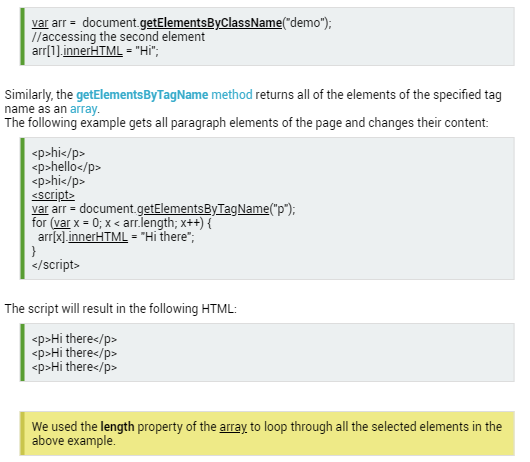 var arr =  document.getElementsByClassName("demo");
//accessing the second element
arr[1].innerHTML = "Hi";
Similarly, the getElementsByTagName method returns all of the elements of the specified tag
name as an array.
The following example gets all paragraph elements of the page and changes their content:
<p>hi</p>
<p>hello</p>
<p>hi</p>
<script>
var arr = document.getElementsByTagName("p");
for (var x = 0; x < arr.length; x++) {
  arr[x].innerHTML = "Hi there";
}
</script>
The script will result in the following HTML:
<p>Hi there</p>
<p>Hi there</p>
<p>Hi there</p>
We used the length property of the array to loop through all the selected elements in the
above example.